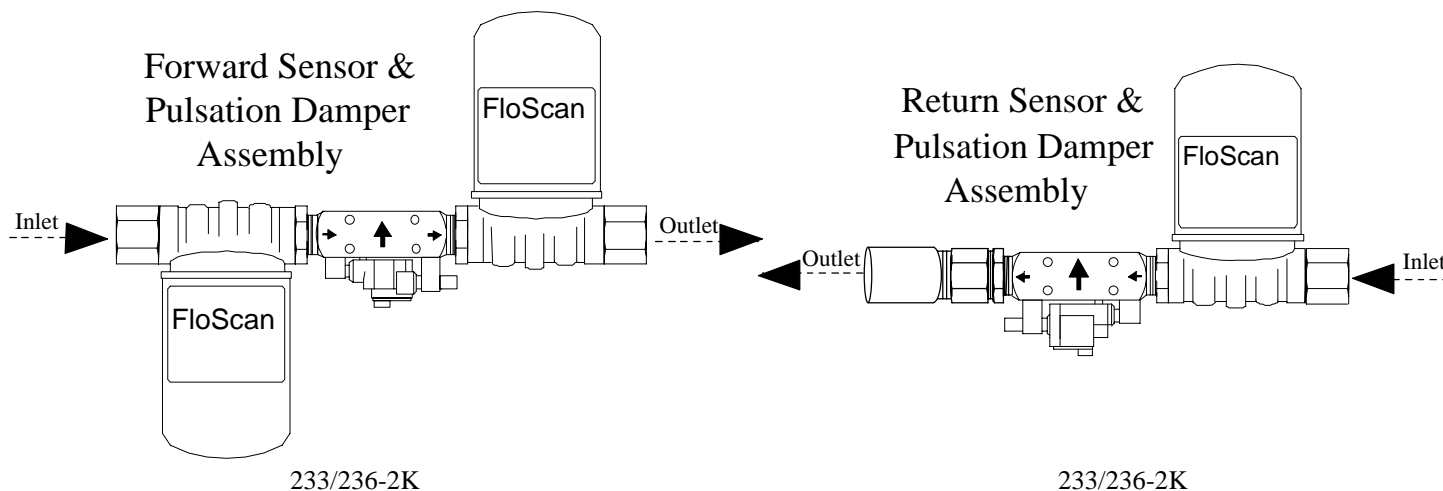 Forward Sensor &
Pulsation Damper
Assembly
FloScan
Inlet
Outlet
FloScan
233/236-2K
Return Sensor &
Pulsation Damper
Assembly
FloScan
Outlet
Inlet
233/236-2K